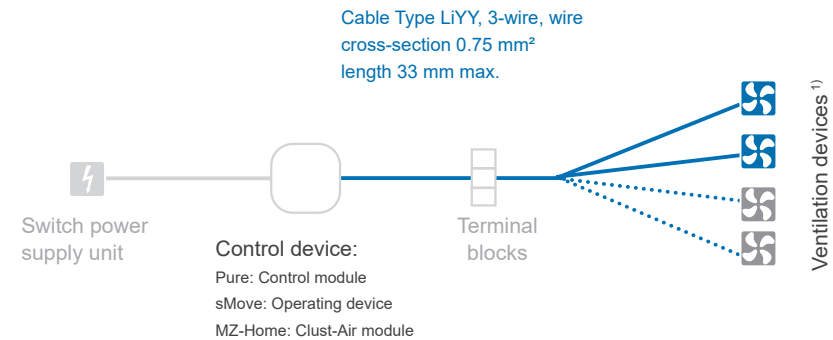 Cable Type LiYY, 3-wire, wire
cross-section 0.75 mm²
length 33 mm max.
Ventilation devices 1)
Switch power
supply unit
Terminal
blocks
Control device:
Pure: Control module
sMove: Operating device
MZ-Home: Clust-Air module